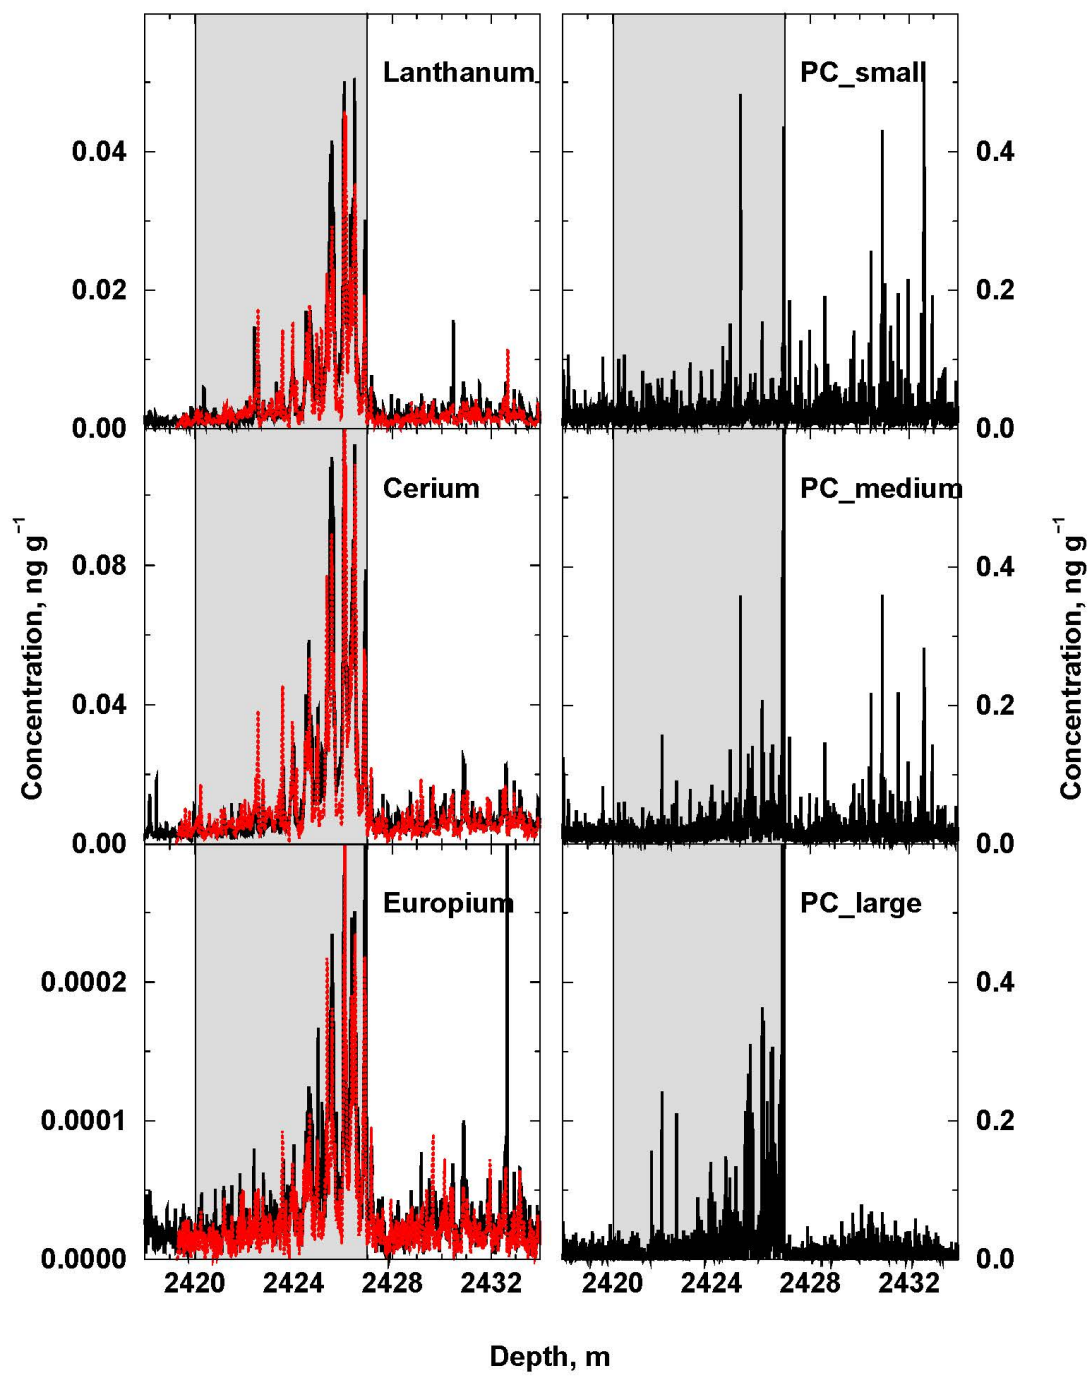 Lanthanum
PC_small
0.04
0.4
0.02
0.2
0.00
0.0
Cerium
PC_medium
0.08
0.4
0.04
0.2
0.00
0.0
Concentration, ng g⁻¹
Concentration, ng g⁻¹
Europium
PC_large
0.0002
0.4
0.0001
0.2
0.0000
0.0
2420 2424 2428 2432 2420 2424 2428 2432
Depth, m